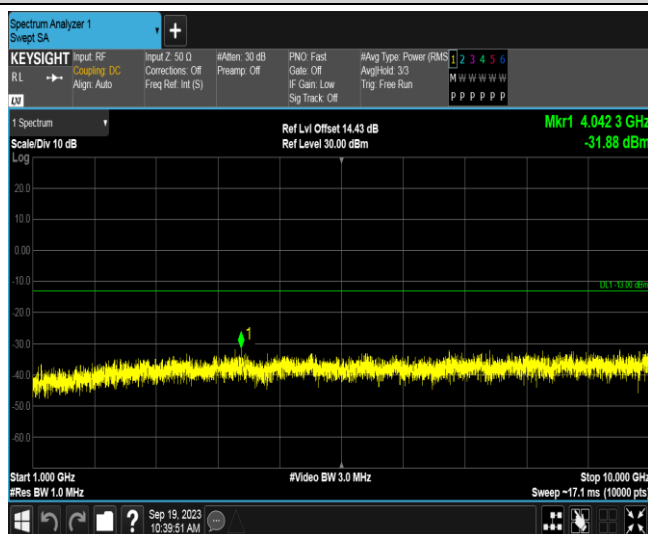 Spectrum Analyzer 1
Swept SA
+
KEYSIGHT
RL
LXI
Input: RF
Coupling: DC
Align: Auto
Input Z: 50 Ω
Corrections: Off
Freq Ref: Int (S)
#Atten: 30 dB
Preamp: Off
PNO: Fast
Gate: Off
IF Gain: Low
Sig Track: Off
#Avg Type: Power (RMS
Avg|Hold: 3/3
Trig: Free Run
1 2 3 4 5 6
M W W W W W
P P P P P P
1 Spectrum
Scale/Div 10 dB
Log
Ref Lvl Offset 14.43 dB
Ref Level 30.00 dBm
Mkr1 4.042 3 GHz
-31.88 dBm
20.0
10.0
0.00
-10.0
-20.0
-30.0
-40.0
-50.0
-60.0
DL1 -13.00 dBm
1
Start 1.000 GHz
#Res BW 1.0 MHz
#Video BW 3.0 MHz
Stop 10.000 GHz
Sweep ~17.1 ms (10000 pts)
?
Sep 19, 2023
10:39:51 AM